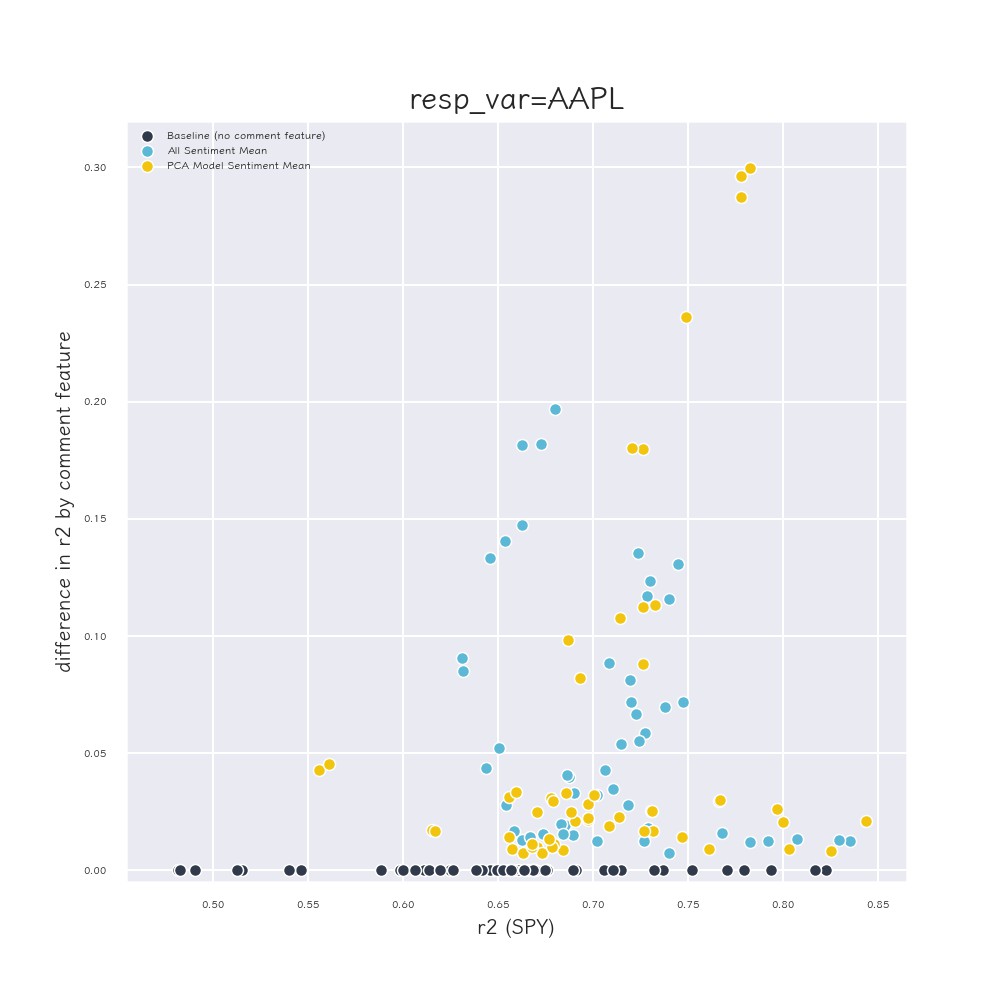 resp_var=AAPL
Baseline (no comment feature)
All Sentiment Mean
PCA Model Sentiment Mean
0.30
0.25
0.20
0.15
0.10
0.05
0.00
difference in r2 by comment feature
0.50 0.55 0.60 0.65 0.70 0.75 0.80 0.85
r2 (SPY)